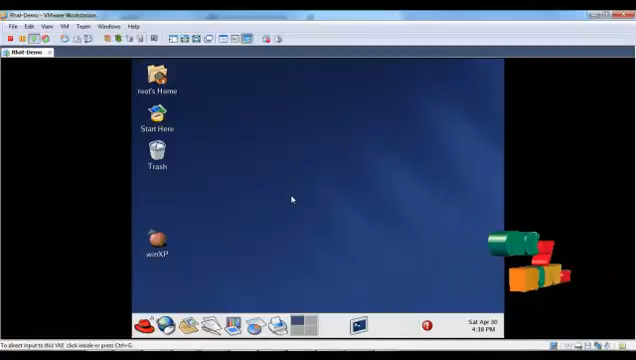 Rhat-Demo - VMware Workstation
File Edit View VM Team Windows Help
Rhat-Demo
root's Home
Start Here
Trash
winXP
Sat Apr 30
4:38 PM
To direct input to this VM, click inside or press Ctrl+G.